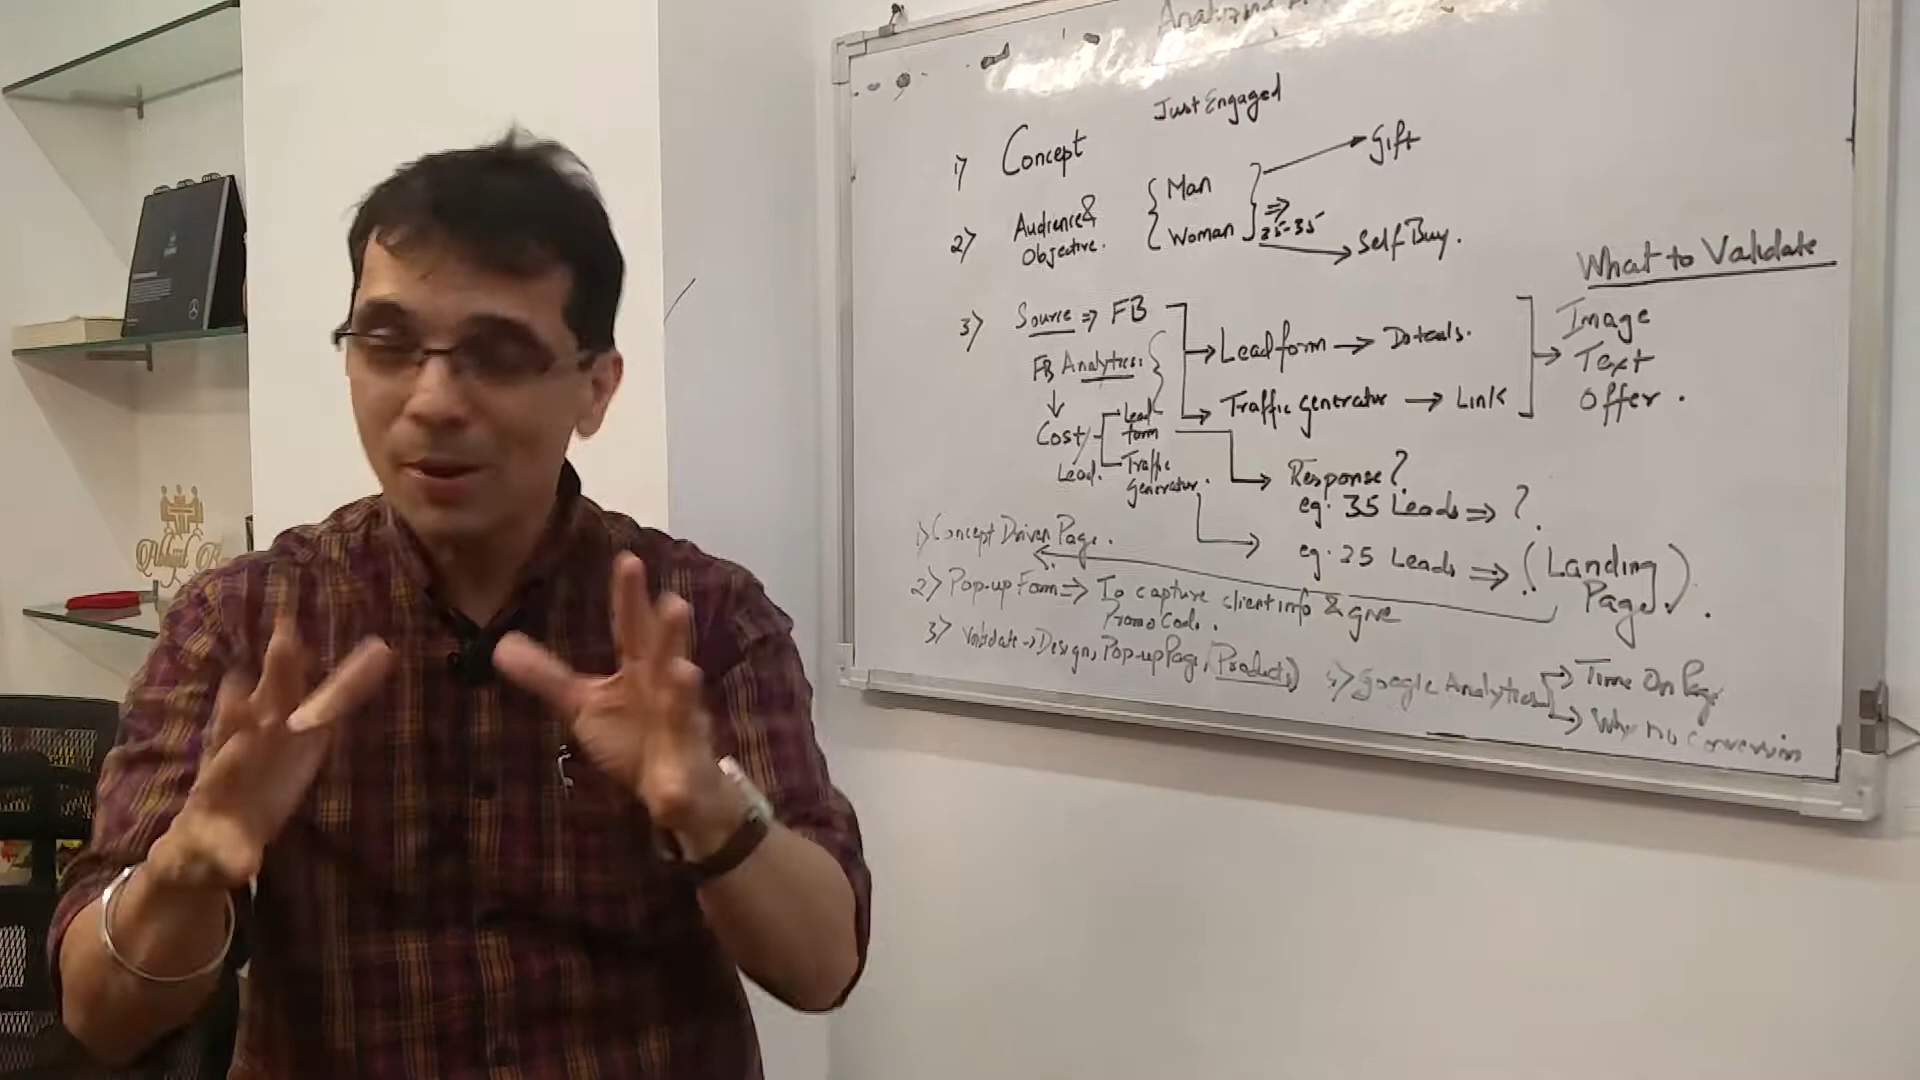 Just Engaged
1) Concept
2) Audience & Objective. { Man Woman } ⇒ 25-35
→ Gift
→ Self Buy.
3) Source ⇒ FB
→ Lead form → Details.
→ Traffic generator → Link
What to Validate
→ Image
Text
Offer.
FB Analytics:
↓
Cost/Lead.
Lead form
Traffic Generator.
→ Response?
eg. 35 Leads ⇒ ?
→ eg. 25 Leads ⇒ (Landing Page).
1) Concept Driven Page.
2) Pop-up Form ⇒ To capture client info & give
Promo Code.
3) Validate → Design, Pop-up Page, (Products)
Google Analytics
→ Time On Page
→ Why no conversion